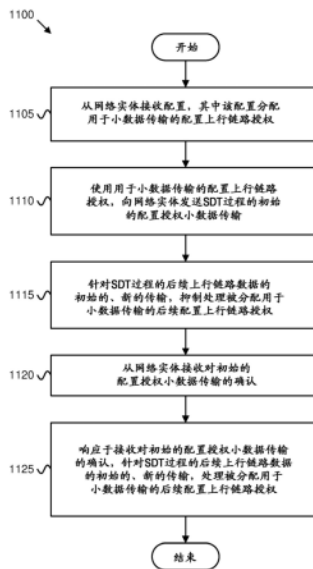 1100
开始
1105
从网络实体接收配置，其中该配置分配
用于小数据传输的配置上行链路授权
1110
使用用于小数据传输的配置上行链路
授权，向网络实体发送SDT过程的初始
的配置授权小数据传输
1115
针对SDT过程的后续上行链路数据的
初始的、新的传输，抑制处理被分配用于
小数据传输的后续配置上行链路授权
1120
从网络实体接收对初始的
配置授权小数据传输的确认
1125
响应于接收对初始的配置授权小数据传输
的确认，针对SDT过程的后续上行链路数据
的初始的、新的传输，处理被分配用于
小数据传输的后续配置上行链路授权
结束